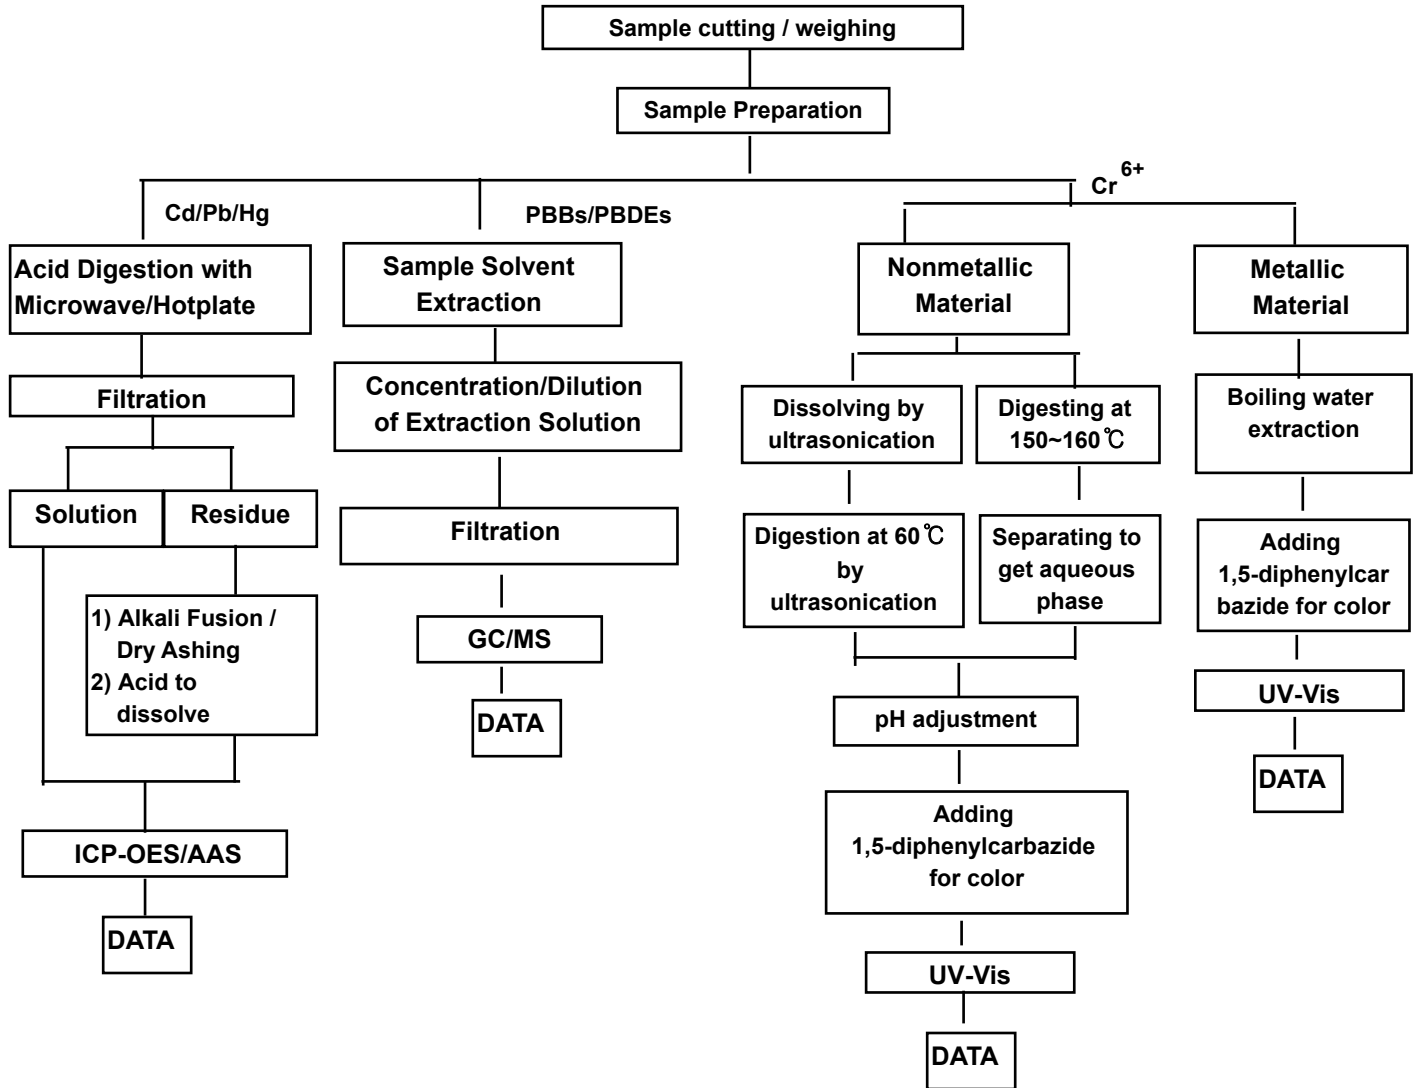 Sample cutting / weighing
Sample Preparation
Cr6+
Cd/Pb/Hg
PBBs/PBDEs
Acid Digestion with
Microwave/Hotplate
Sample Solvent
Extraction
Nonmetallic
Material
Metallic
Material
Filtration
Concentration/Dilution
of Extraction Solution
Dissolving by
ultrasonication
Digesting at
150~160℃
Boiling water
extraction
Solution
Residue
Filtration
Digestion at 60℃
by
ultrasonication
Separating to
get aqueous
phase
Adding
1,5-diphenylcar
bazide for color
1) Alkali Fusion /
Dry Ashing
2) Acid to
dissolve
GC/MS
DATA
pH adjustment
UV-Vis
DATA
ICP-OES/AAS
DATA
Adding
1,5-diphenylcarbazide
for color
UV-Vis
DATA